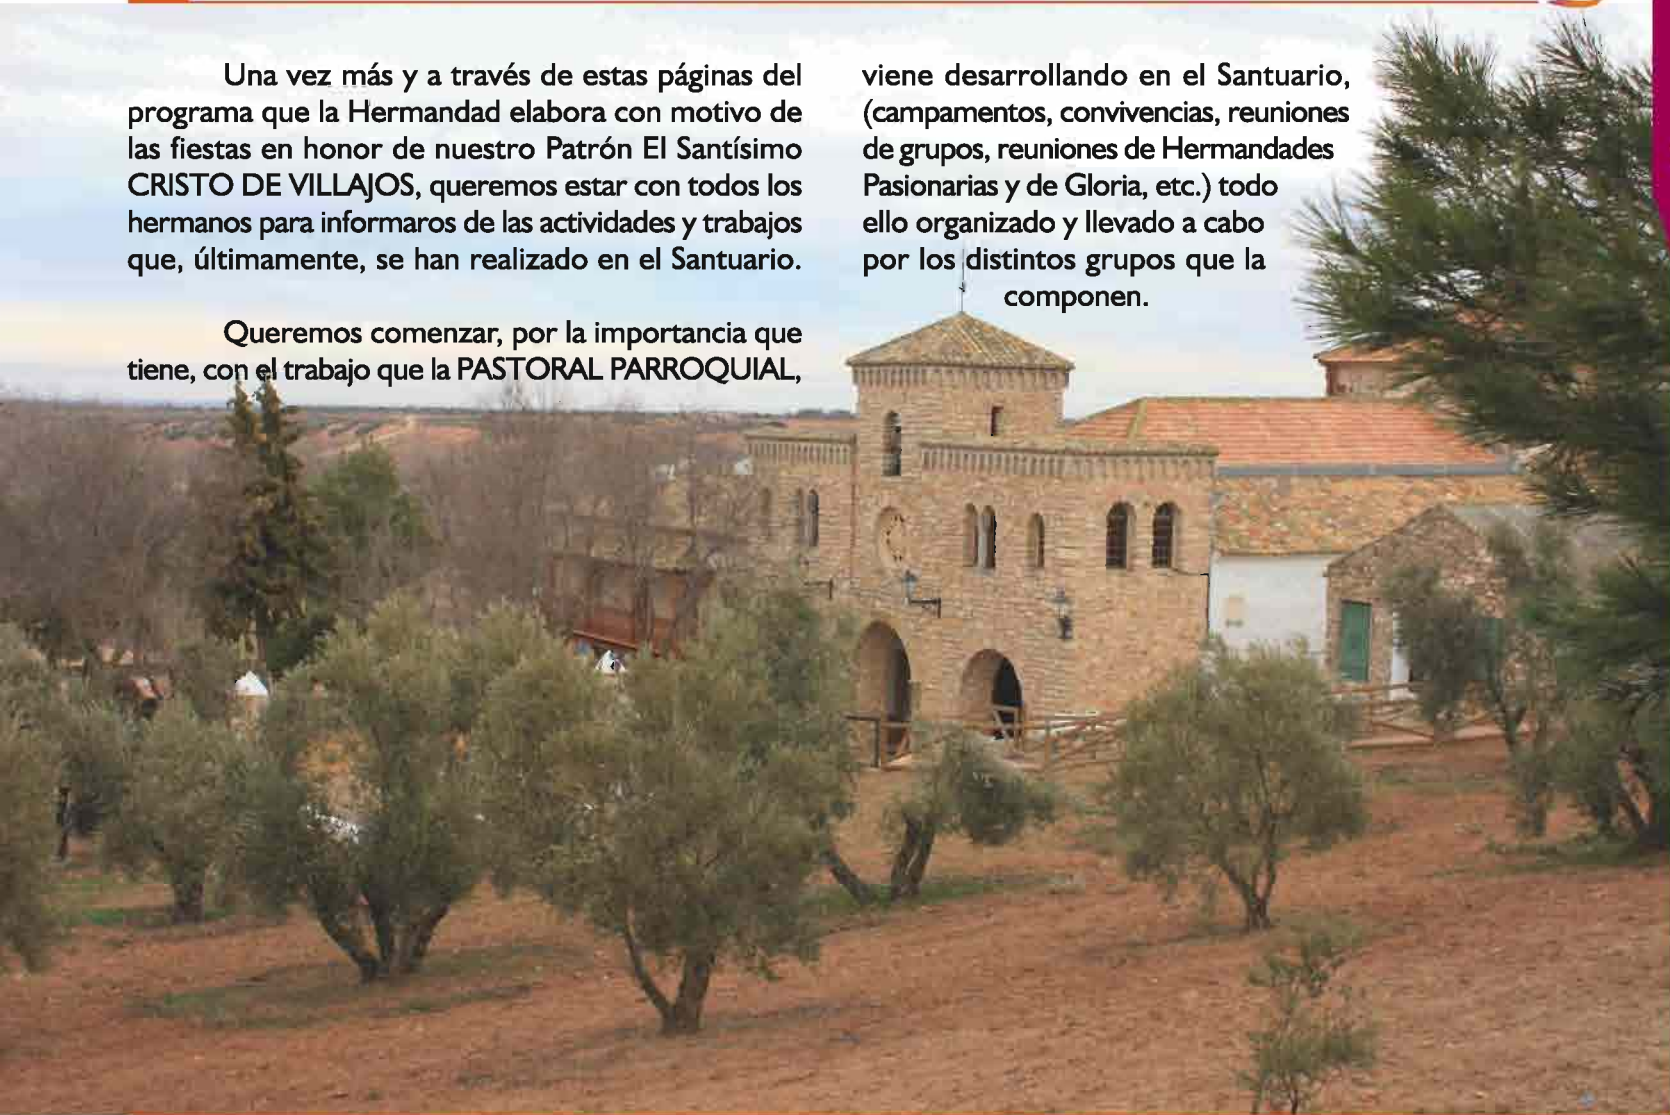 Una vez más y a través de estas páginas del
programa que la Hermandad elabora con motivo de
las fiestas en honor de nuestro Patrón El Santísimo
CRISTO DE VILLAJOS, queremos estar con todos los
hermanos para informaros de las actividades y trabajos
que, últimamente, se han realizado en el Santuario.
Queremos comenzar, por la importancia que
tiene, con el trabajo que la PASTORAL PARROQUIAL,
viene desarrollando en el Santuario,
(campamentos, convivencias, reuniones
de grupos, reuniones de Hermandades
Pasionarias y de Gloria, etc.) todo
ello organizado y llevado a cabo
por los distintos grupos que la
componen.